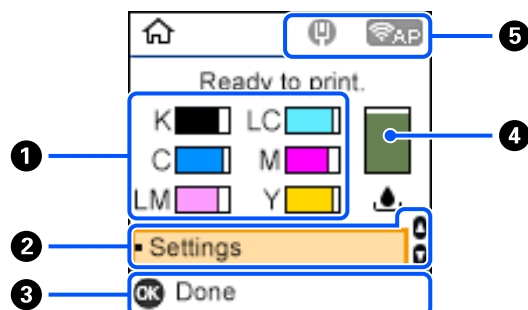 AP
5
Ready to print.
K LC
4
1
C M
LM Y
2
Settings
3
OK Done